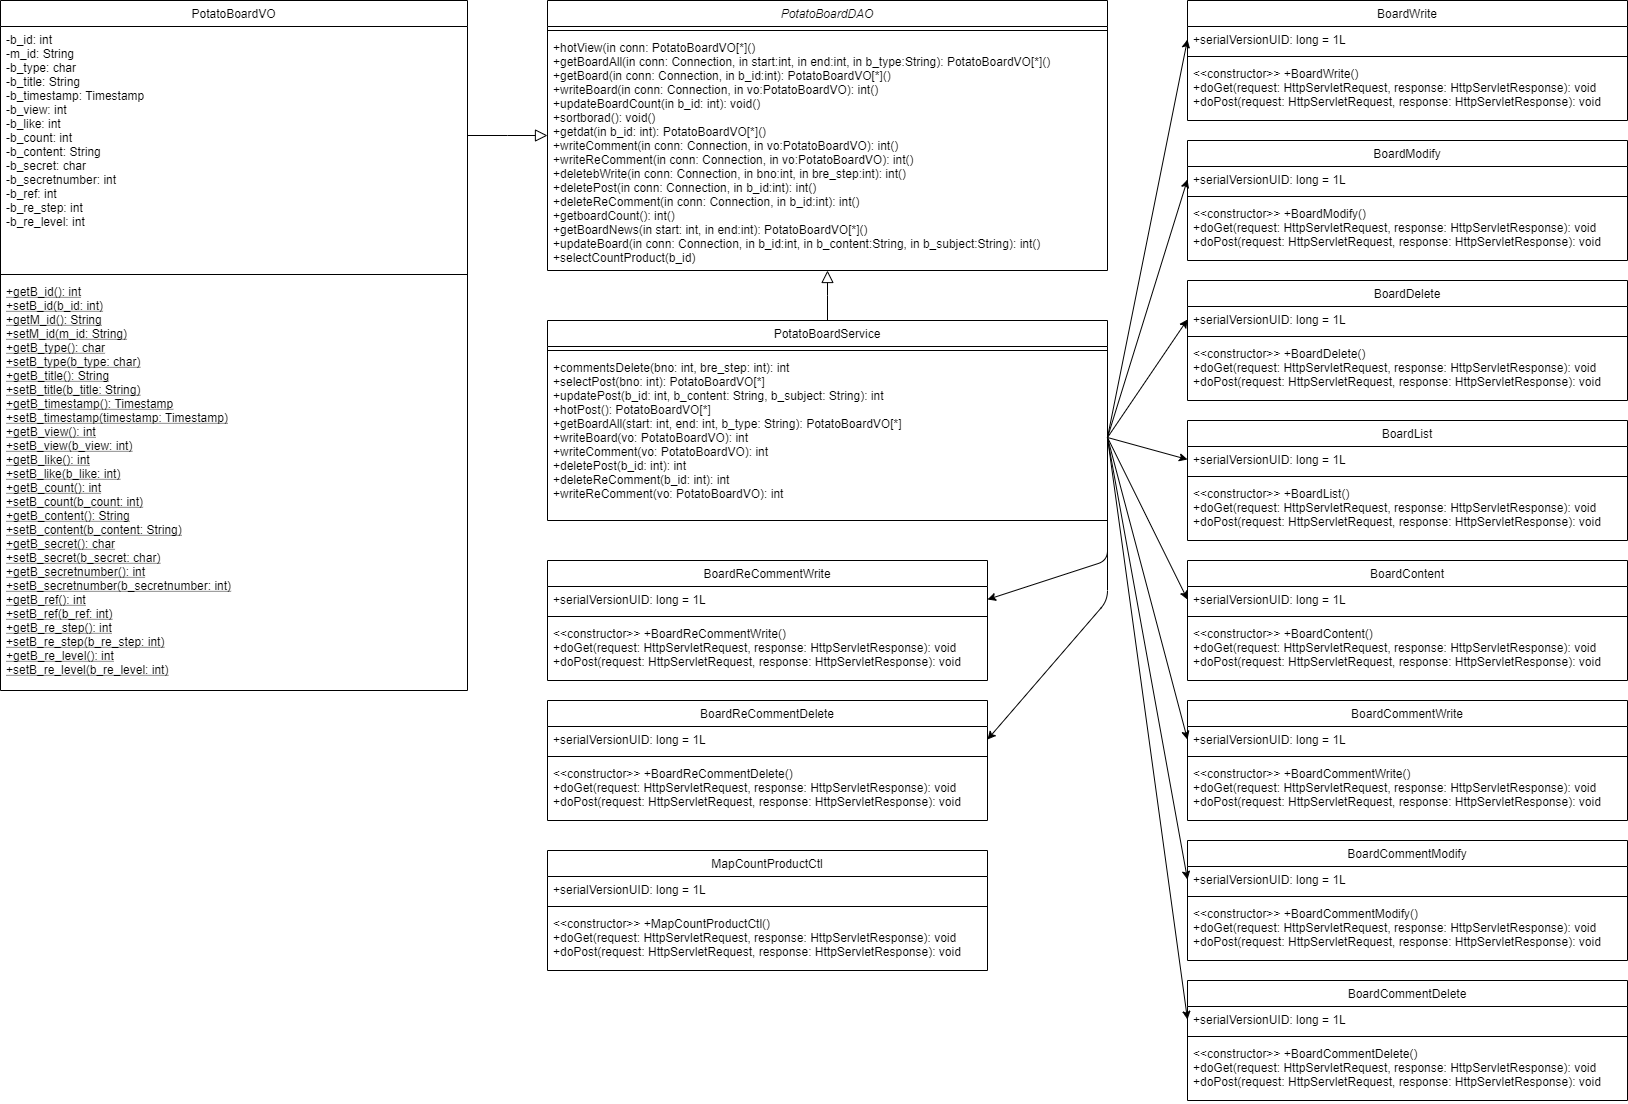 PotatoBoardVO
-b_id: int
-m_id: String
-b_type: char
-b_title: String
-b_timestamp: Timestamp
-b_view: int
-b_like: int
-b_count: int
-b_content: String
-b_secret: char
-b_secretnumber: int
-b_ref: int
-b_re_step: int
-b_re_level: int
+getB_id(): int
+setB_id(b_id: int)
+getM_id(): String
+setM_id(m_id: String)
+getB_type(): char
+setB_type(b_type: char)
+getB_title(): String
+setB_title(b_title: String)
+getB_timestamp(): Timestamp
+setB_timestamp(timestamp: Timestamp)
+getB_view(): int
+setB_view(b_view: int)
+getB_like(): int
+setB_like(b_like: int)
+getB_count(): int
+setB_count(b_count: int)
+getB_content(): String
+setB_content(b_content: String)
+getB_secret(): char
+setB_secret(b_secret: char)
+getB_secretnumber(): int
+setB_secretnumber(b_secretnumber: int)
+getB_ref(): int
+setB_ref(b_ref: int)
+getB_re_step(): int
+setB_re_step(b_re_step: int)
+getB_re_level(): int
+setB_re_level(b_re_level: int)
PotatoBoardDAO
+hotView(in conn: PotatoBoardVO[*]()
+getBoardAll(in conn: Connection, in start:int, in end:int, in b_type:String): PotatoBoardVO[*]()
+getBoard(in conn: Connection, in b_id:int): PotatoBoardVO[*]()
+writeBoard(in conn: Connection, in vo:PotatoBoardVO): int()
+updateBoardCount(in b_id: int): void()
+sortborad(): void()
+getdat(in b_id: int): PotatoBoardVO[*]()
+writeComment(in conn: Connection, in vo:PotatoBoardVO): int()
+writeReComment(in conn: Connection, in vo:PotatoBoardVO): int()
+deletebWrite(in conn: Connection, in bno:int, in bre_step:int): int()
+deletePost(in conn: Connection, in b_id:int): int()
+deleteReComment(in conn: Connection, in b_id:int): int()
+getboardCount(): int()
+getBoardNews(in start: int, in end:int): PotatoBoardVO[*]()
+updateBoard(in conn: Connection, in b_id:int, in b_content:String, in b_subject:String): int()
+selectCountProduct(b_id)
PotatoBoardService
+commentsDelete(bno: int, bre_step: int): int
+selectPost(bno: int): PotatoBoardVO[*]
+updatePost(b_id: int, b_content: String, b_subject: String): int
+hotPost(): PotatoBoardVO[*]
+getBoardAll(start: int, end: int, b_type: String): PotatoBoardVO[*]
+writeBoard(vo: PotatoBoardVO): int
+writeComment(vo: PotatoBoardVO): int
+deletePost(b_id: int): int
+deleteReComment(b_id: int): int
+writeReComment(vo: PotatoBoardVO): int
BoardReCommentWrite
+serialVersionUID: long = 1L
<<constructor>> +BoardReCommentWrite()
+doGet(request: HttpServletRequest, response: HttpServletResponse): void
+doPost(request: HttpServletRequest, response: HttpServletResponse): void
BoardReCommentDelete
+serialVersionUID: long = 1L
<<constructor>> +BoardReCommentDelete()
+doGet(request: HttpServletRequest, response: HttpServletResponse): void
+doPost(request: HttpServletRequest, response: HttpServletResponse): void
MapCountProductCtl
+serialVersionUID: long = 1L
<<constructor>> +MapCountProductCtl()
+doGet(request: HttpServletRequest, response: HttpServletResponse): void
+doPost(request: HttpServletRequest, response: HttpServletResponse): void
BoardWrite
+serialVersionUID: long = 1L
<<constructor>> +BoardWrite()
+doGet(request: HttpServletRequest, response: HttpServletResponse): void
+doPost(request: HttpServletRequest, response: HttpServletResponse): void
BoardModify
+serialVersionUID: long = 1L
<<constructor>> +BoardModify()
+doGet(request: HttpServletRequest, response: HttpServletResponse): void
+doPost(request: HttpServletRequest, response: HttpServletResponse): void
BoardDelete
+serialVersionUID: long = 1L
<<constructor>> +BoardDelete()
+doGet(request: HttpServletRequest, response: HttpServletResponse): void
+doPost(request: HttpServletRequest, response: HttpServletResponse): void
BoardList
+serialVersionUID: long = 1L
<<constructor>> +BoardList()
+doGet(request: HttpServletRequest, response: HttpServletResponse): void
+doPost(request: HttpServletRequest, response: HttpServletResponse): void
BoardContent
+serialVersionUID: long = 1L
<<constructor>> +BoardContent()
+doGet(request: HttpServletRequest, response: HttpServletResponse): void
+doPost(request: HttpServletRequest, response: HttpServletResponse): void
BoardCommentWrite
+serialVersionUID: long = 1L
<<constructor>> +BoardCommentWrite()
+doGet(request: HttpServletRequest, response: HttpServletResponse): void
+doPost(request: HttpServletRequest, response: HttpServletResponse): void
BoardCommentModify
+serialVersionUID: long = 1L
<<constructor>> +BoardCommentModify()
+doGet(request: HttpServletRequest, response: HttpServletResponse): void
+doPost(request: HttpServletRequest, response: HttpServletResponse): void
BoardCommentDelete
+serialVersionUID: long = 1L
<<constructor>> +BoardCommentDelete()
+doGet(request: HttpServletRequest, response: HttpServletResponse): void
+doPost(request: HttpServletRequest, response: HttpServletResponse): void